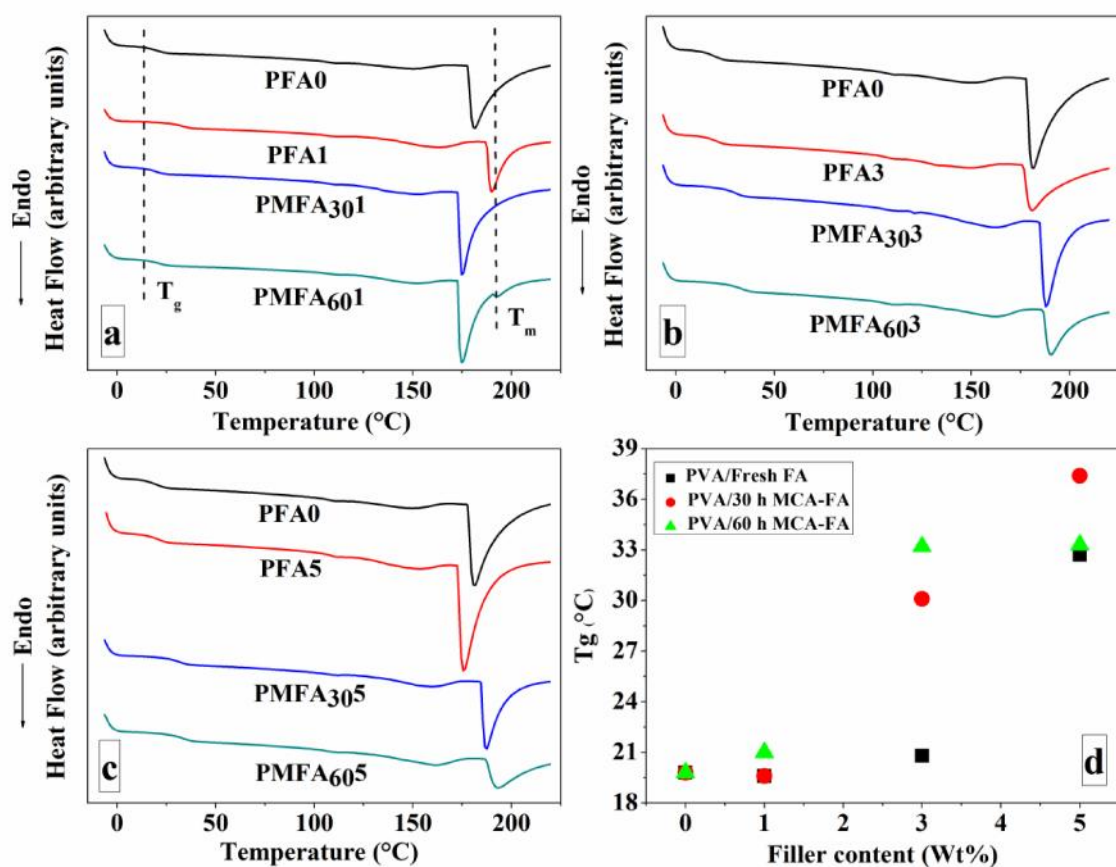 Heat Flow (arbitrary units)
Endo
PFA0
PFA1
PMFA301
PMFA601
Tg
Tm
a
0 50 100 150 200
Temperature (°C)
Heat Flow (arbitrary units)
Endo
PFA0
PFA3
PMFA303
PMFA603
b
0 50 100 150 200
Temperature (°C)
Heat Flow (arbitrary units)
Endo
PFA0
PFA5
PMFA305
PMFA605
c
0 50 100 150 200
Temperature (°C)
Tg (°C)
39
36
33
30
27
24
21
18
PVA/Fresh FA
PVA/30 h MCA-FA
PVA/60 h MCA-FA
d
0 1 2 3 4 5
Filler content (Wt%)